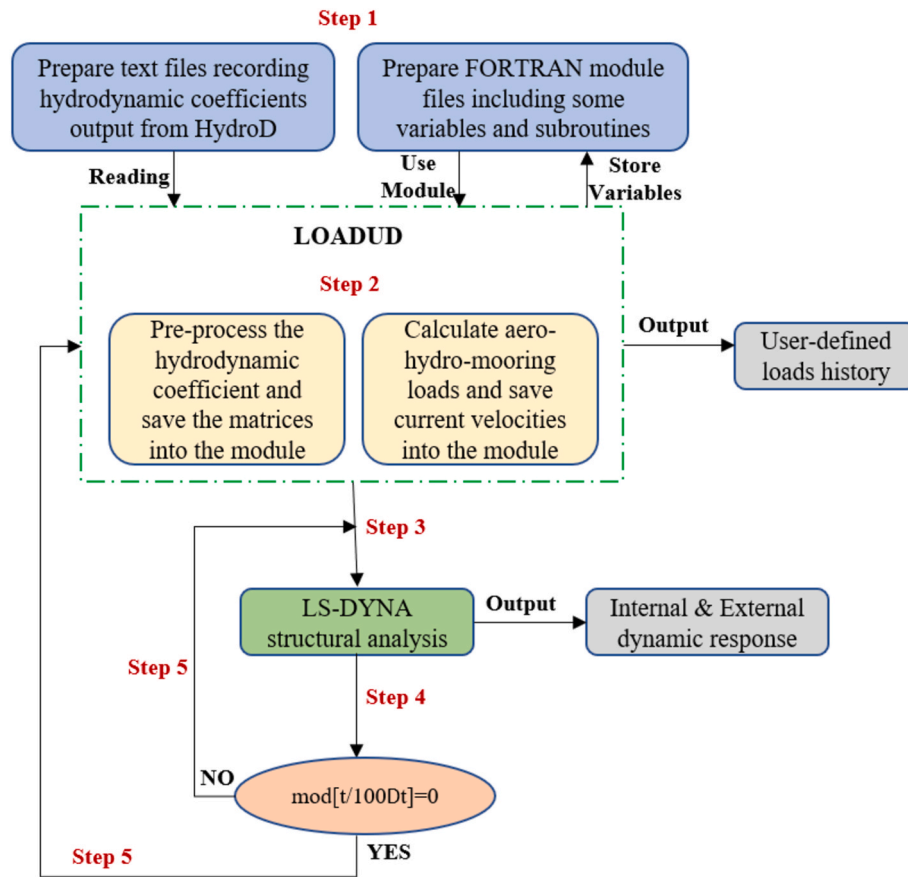 Step 1
Prepare text files recording
hydrodynamic coefficients
output from HydroD
Prepare FORTRAN module
files including some
variables and subroutines
Reading
Use
Module
Store
Variables
LOADUD
Step 2
Pre-process the
hydrodynamic
coefficient and
save the matrices
into the module
Calculate aero-
hydro-mooring
loads and save
current velocities
into the module
Output
User-defined
loads history
Step 3
LS-DYNA
structural analysis
Output
Internal & External
dynamic response
Step 5
Step 4
NO
mod[t/100Dt]=0
YES
Step 5